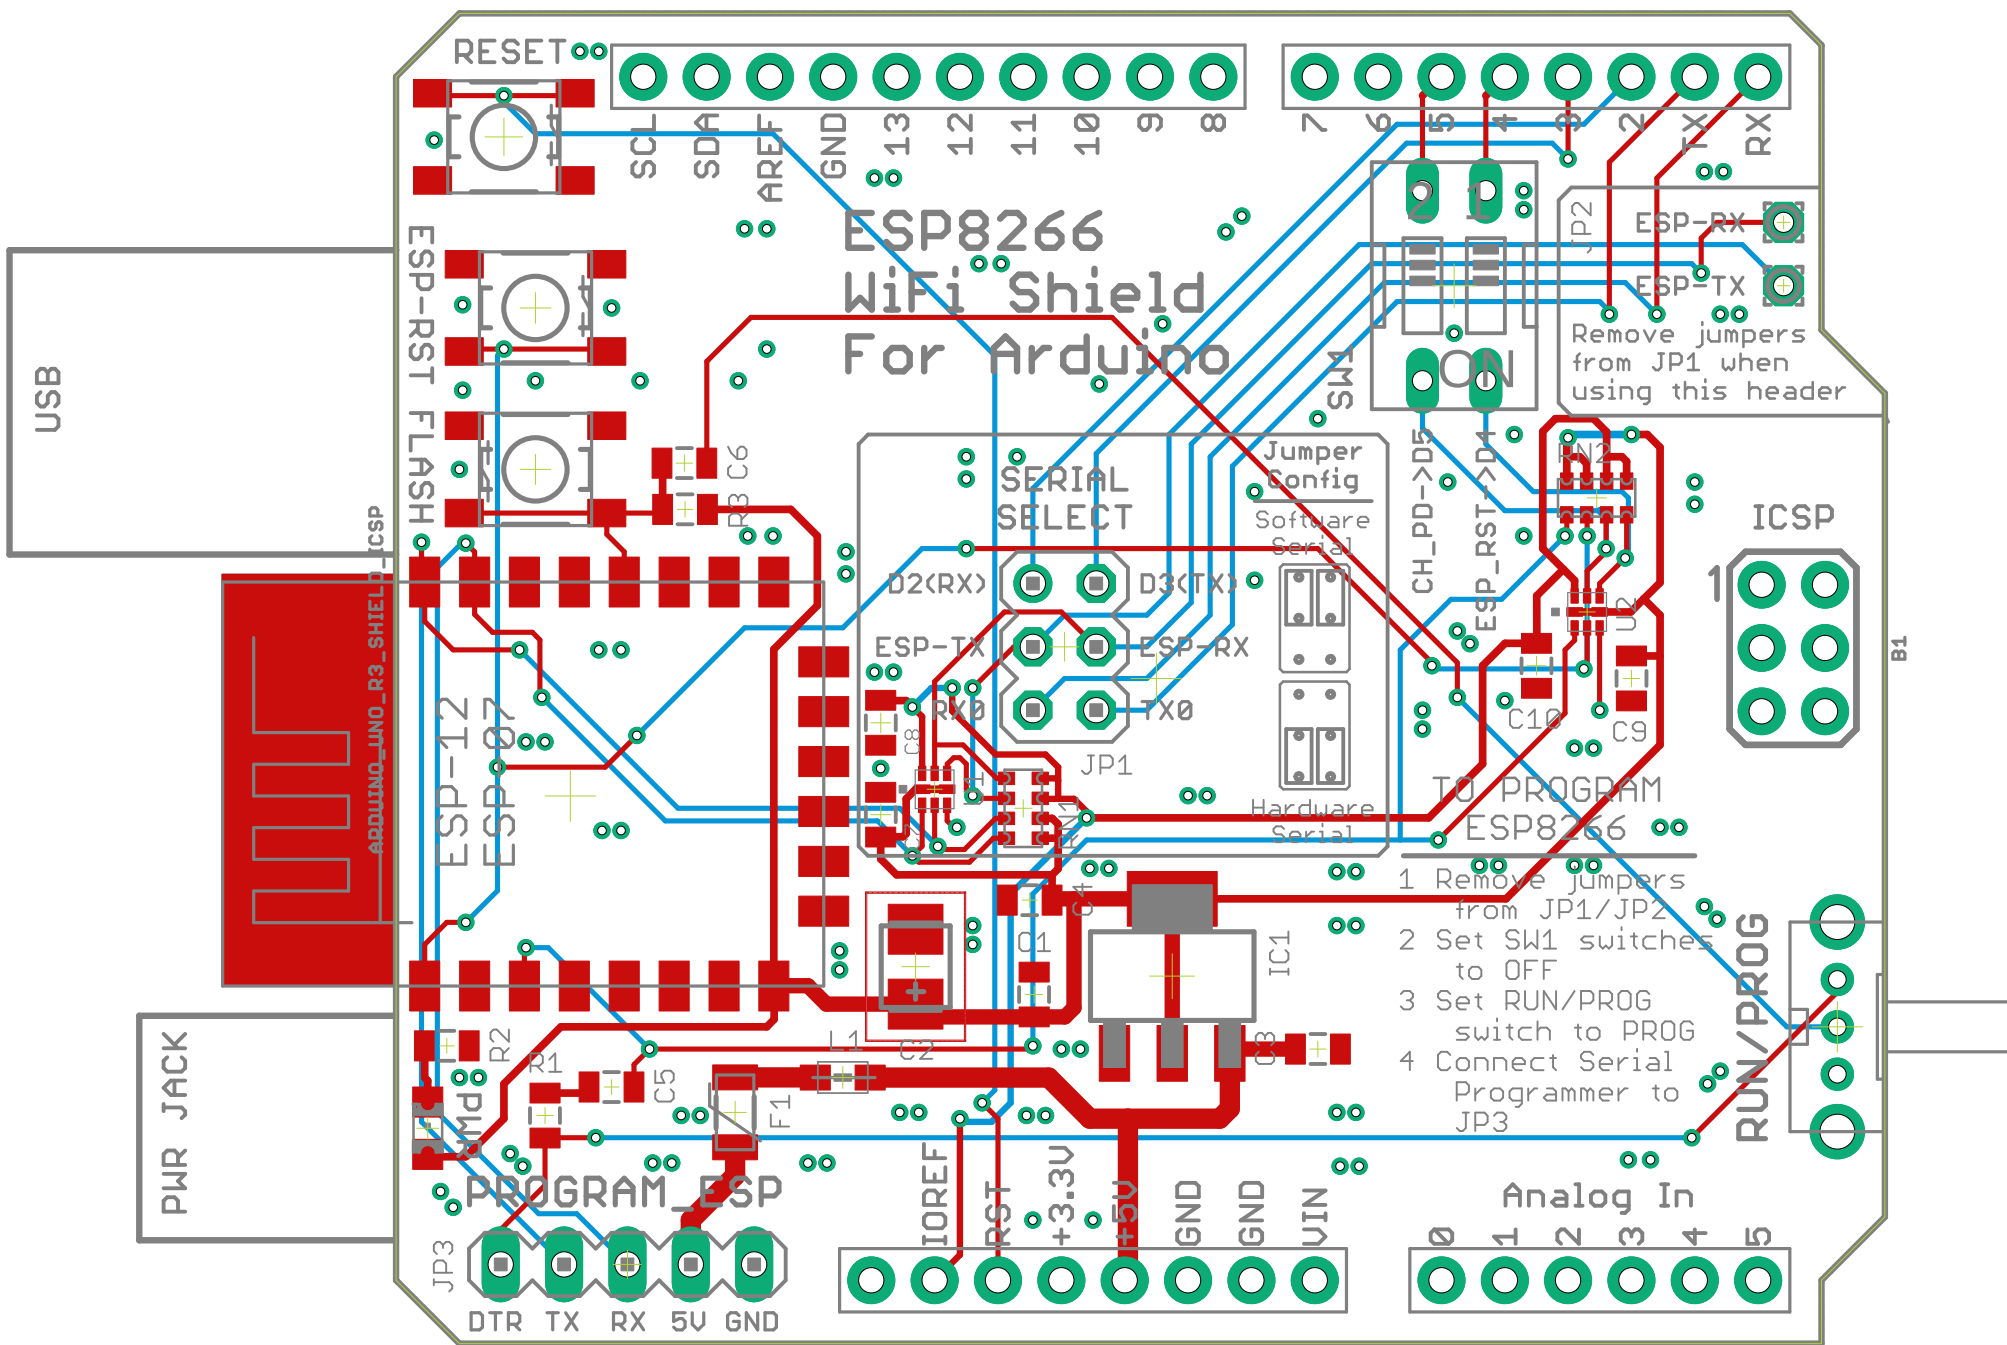 RESET
SCL
SDA
AREF
GND
13
12
11
10
9
8
7
6
5
4
3
2
TX
RX
ESP8266
WiFi Shield
For Arduino
2 1
ON
SW1
JP2
ESP-RX
ESP-TX
Remove jumpers
from JP1 when
using this header
ESP-RST
FLASH
USB
C6
R3
ARDUINO_UNO_R3_SHIELD_ICSP
ESP-12
ESP-07
SERIAL
SELECT
Jumper
Config
Software
Serial
D2(RX)
D3(TX)
ESP-TX
ESP-RX
RX0
TX0
JP1
Hardware
Serial
C8
C7
U1
RN1
CH_PD->D5
ESP_RST->D4
RN2
U2
C10
C9
ICSP
1
B1
TO PROGRAM
ESP8266
1 Remove jumpers
from JP1/JP2
2 Set SW1 switches
to OFF
3 Set RUN/PROG
switch to PROG
4 Connect Serial
Programmer to
JP3
RUN/PROG
C4
C1
IC1
C3
+
C2
L1
F1
R2
R1
C5
PWR
PWR JACK
PROGRAM_ESP
JP3
DTR
TX
RX
5V
GND
IOREF
RST
+3.3V
+5V
GND
GND
VIN
Analog In
0
1
2
3
4
5